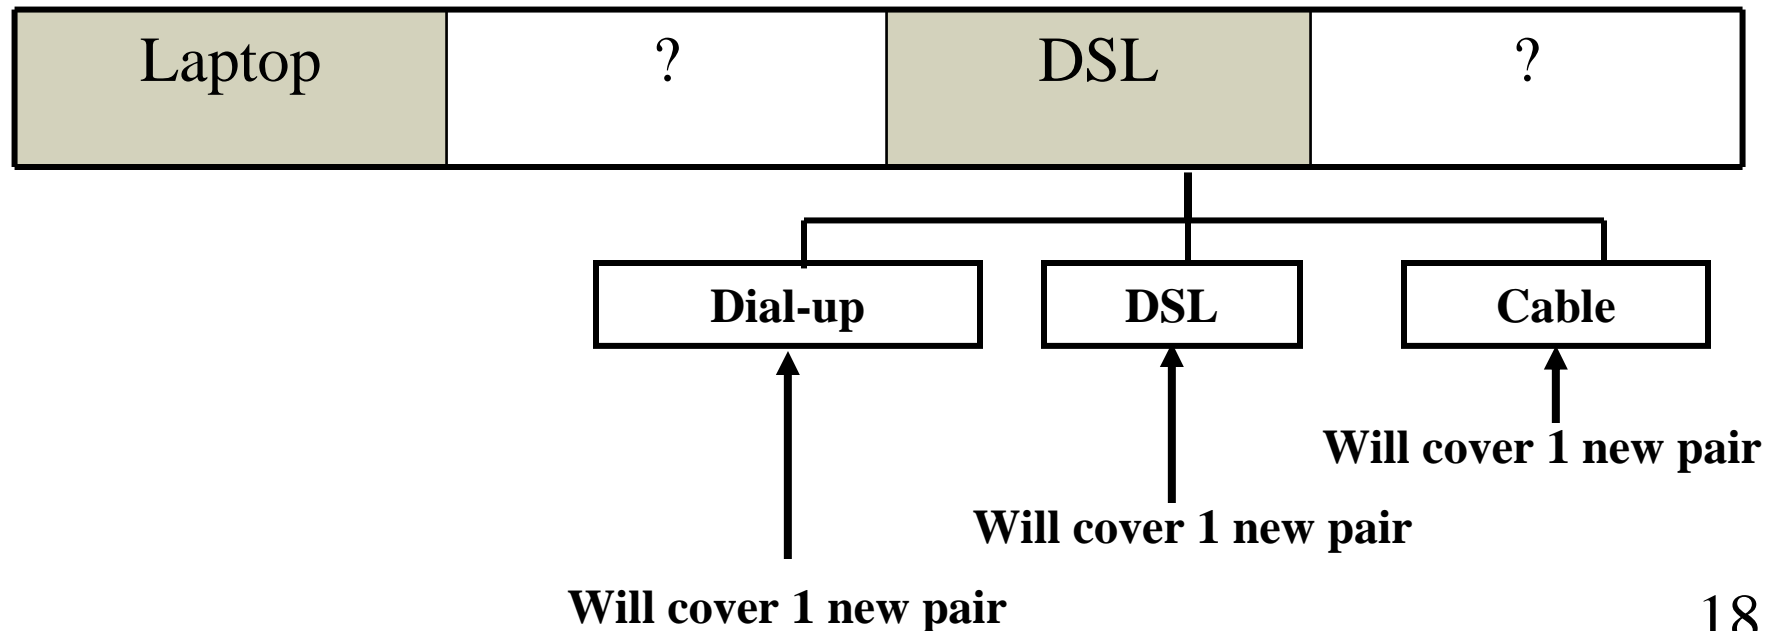 Laptop ? DSL ?
Dial-up DSL Cable
Will cover 1 new pair
Will cover 1 new pair
Will cover 1 new pair
18